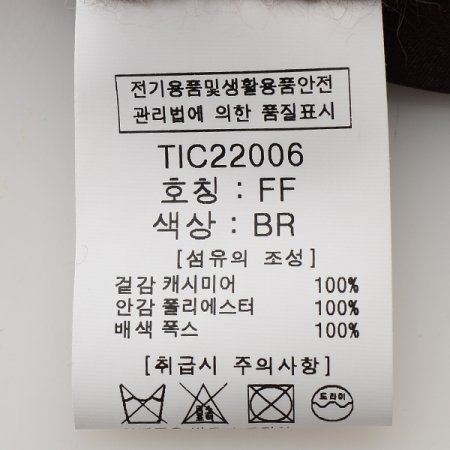 전기용품및생활용품안전
관리법에 의한 품질표시
TIC22006
호칭 : FF
색상 : BR
[섬유의 조성]
겉감 캐시미어 100%
안감 폴리에스터 100%
배색 폭스 100%
[취급시 주의사항]
드라이